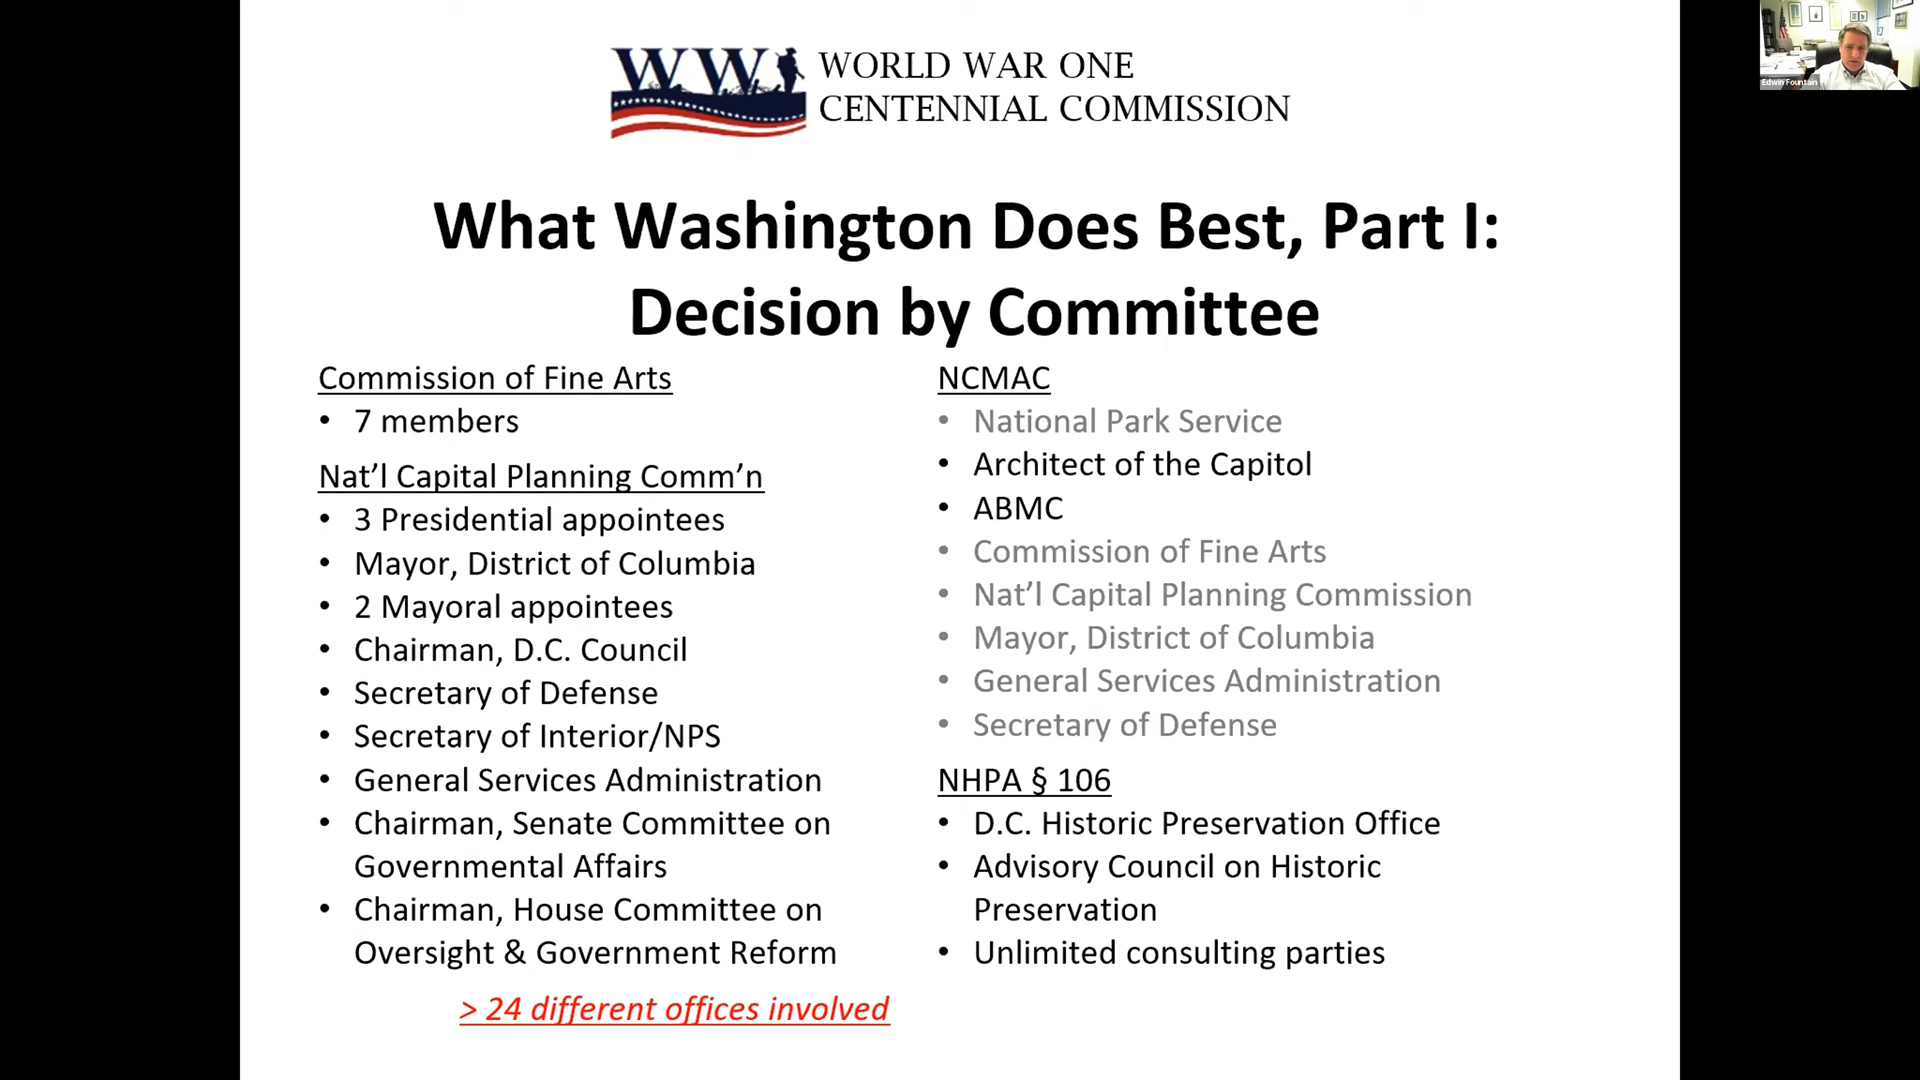 WW
WORLD WAR ONE
CENTENNIAL COMMISSION
Edwin Fountain
What Washington Does Best, Part I:
Decision by Committee
Commission of Fine Arts
• 7 members
Nat’l Capital Planning Comm’n
• 3 Presidential appointees
• Mayor, District of Columbia
• 2 Mayoral appointees
• Chairman, D.C. Council
• Secretary of Defense
• Secretary of Interior/NPS
• General Services Administration
• Chairman, Senate Committee on
Governmental Affairs
• Chairman, House Committee on
Oversight & Government Reform
NCMAC
• National Park Service
• Architect of the Capitol
• ABMC
• Commission of Fine Arts
• Nat’l Capital Planning Commission
• Mayor, District of Columbia
• General Services Administration
• Secretary of Defense
NHPA § 106
• D.C. Historic Preservation Office
• Advisory Council on Historic
Preservation
• Unlimited consulting parties
> 24 different offices involved